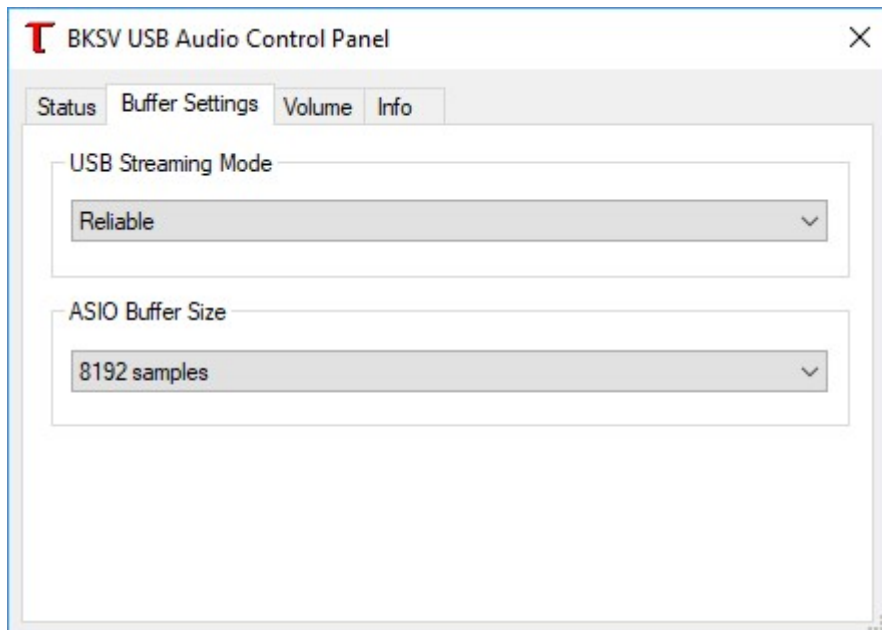 BKSV USB Audio Control Panel
Status Buffer Settings Volume Info
USB Streaming Mode
Reliable
ASIO Buffer Size
8192 samples